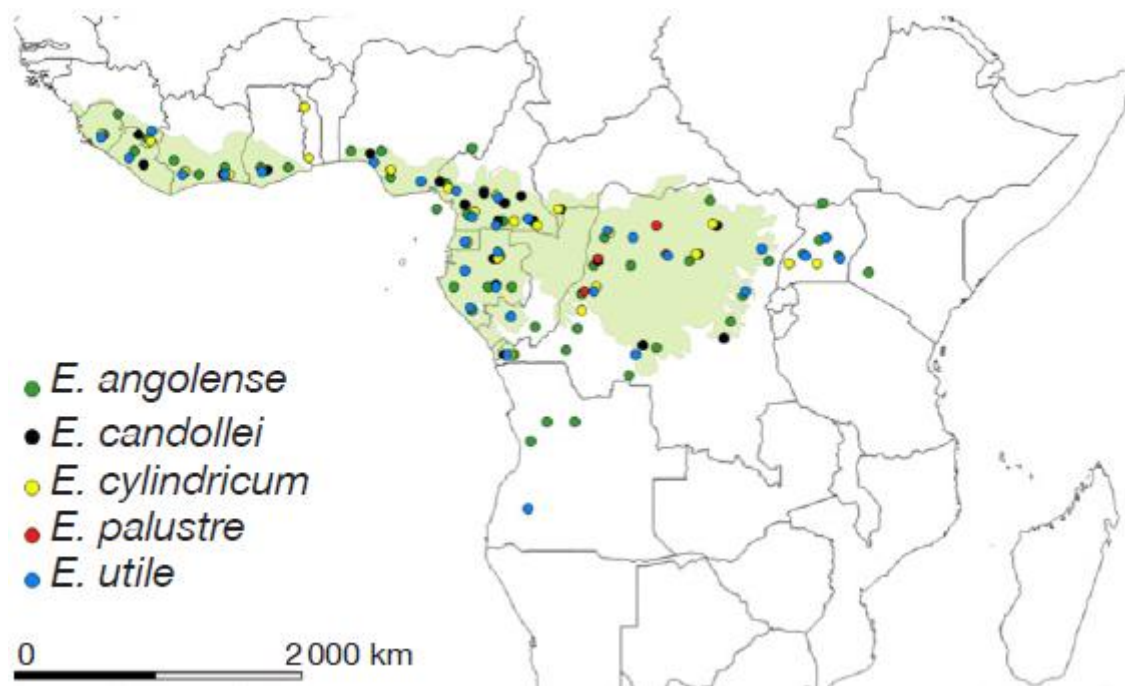 E. angolense
E. candollei
E. cylindricum
E. palustre
E. utile
0 2 000 km